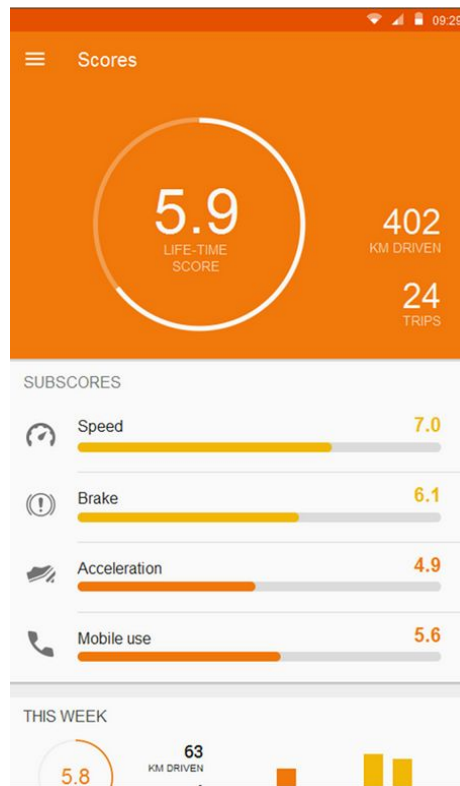 09:29
Scores
5.9
LIFE-TIME
SCORE
402
KM DRIVEN
24
TRIPS
SUBSCORES
Speed 7.0
Brake 6.1
Acceleration 4.9
Mobile use 5.6
THIS WEEK
63
KM DRIVEN
5.8